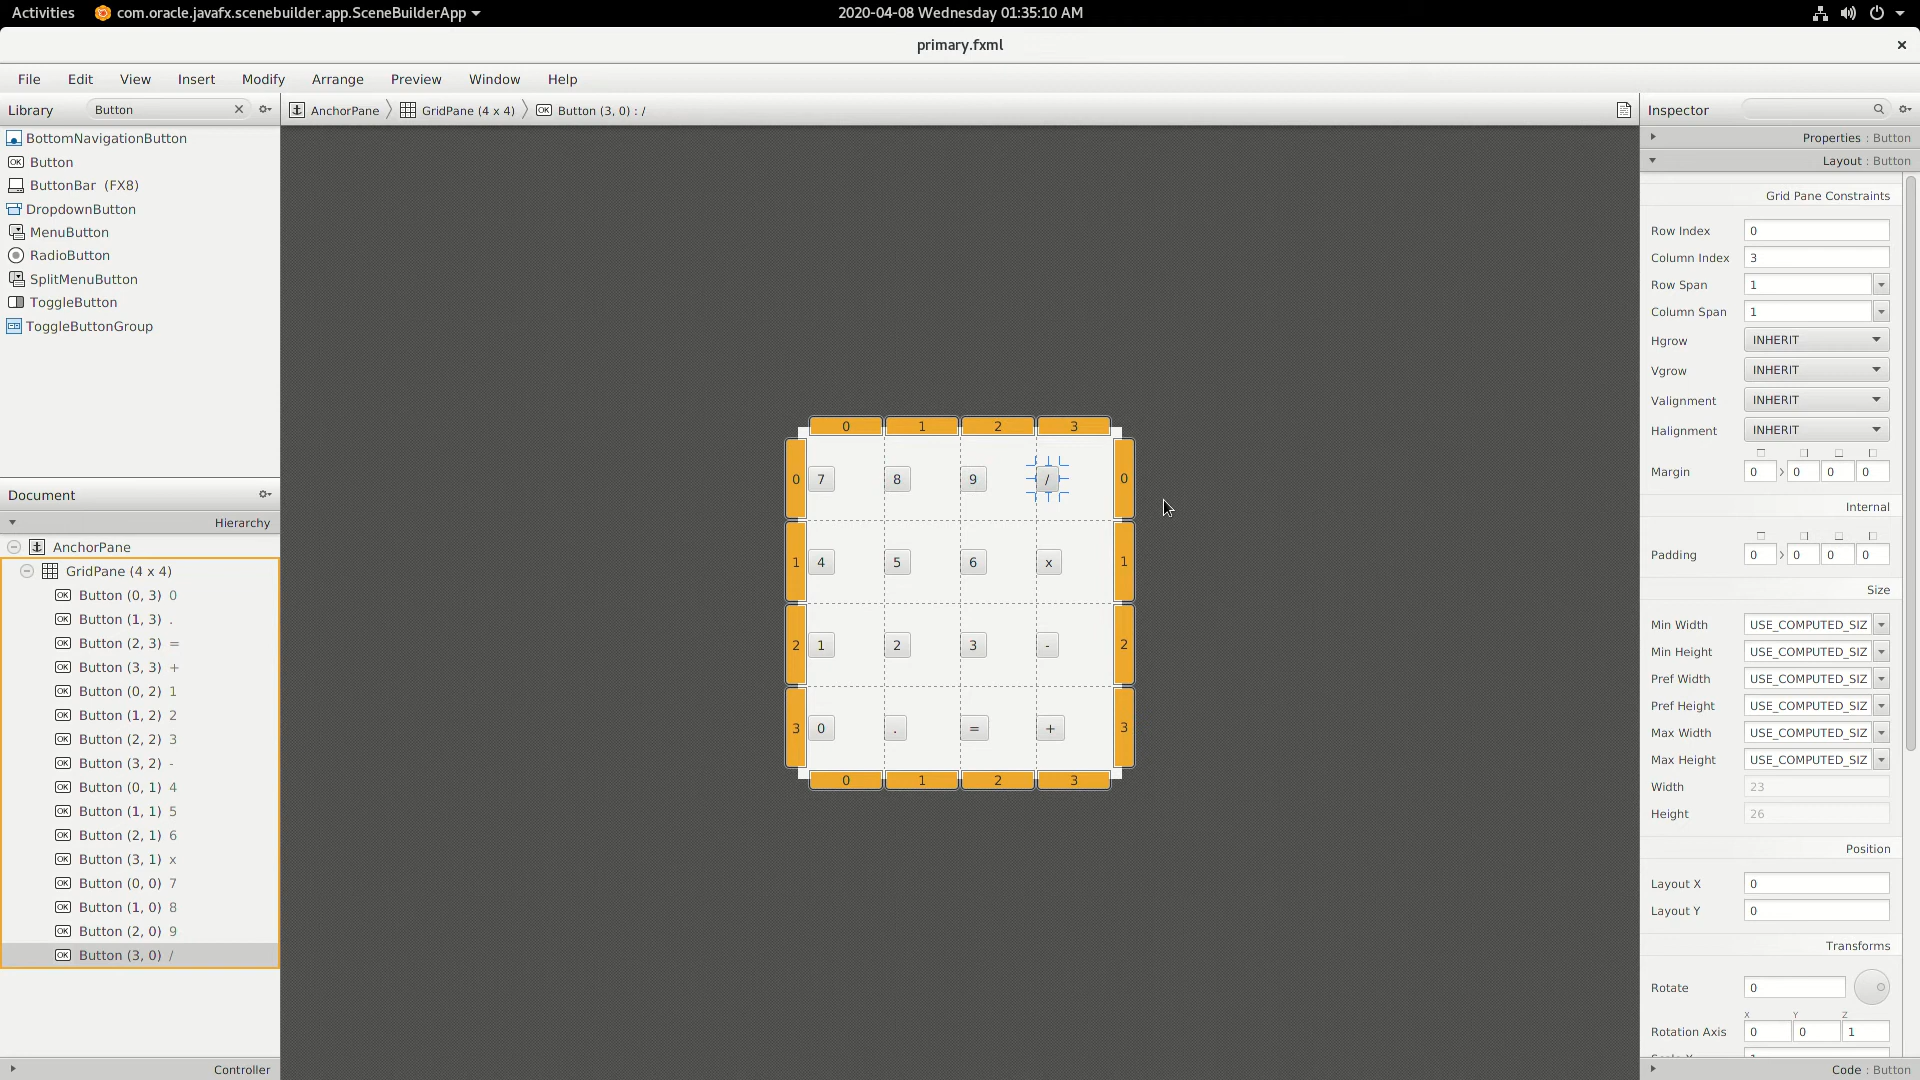 Activities com.oracle.javafx.scenebuilder.app.SceneBuilderApp 2020-04-08 Wednesday 01:35:10 AM
primary.fxml
File Edit View Insert Modify Arrange Preview Window Help
Library Button
AnchorPane GridPane (4 x 4) Button (3, 0) : /
Inspector
BottomNavigationButton
Button
ButtonBar (FX8)
DropdownButton
MenuButton
RadioButton
SplitMenuButton
ToggleButton
ToggleButtonGroup
Document
Hierarchy
AnchorPane
GridPane (4 x 4)
Button (0, 3) 0
Button (1, 3) .
Button (2, 3) =
Button (3, 3) +
Button (0, 2) 1
Button (1, 2) 2
Button (2, 2) 3
Button (3, 2) -
Button (0, 1) 4
Button (1, 1) 5
Button (2, 1) 6
Button (3, 1) x
Button (0, 0) 7
Button (1, 0) 8
Button (2, 0) 9
Button (3, 0) /
Controller
0 1 2 3
0 7 8 9 / 0
1 4 5 6 x 1
2 1 2 3 - 2
3 0 . = + 3
0 1 2 3
Properties : Button
Layout : Button
Grid Pane Constraints
Row Index 0
Column Index 3
Row Span 1
Column Span 1
Hgrow INHERIT
Vgrow INHERIT
Valignment INHERIT
Halignment INHERIT
Margin 0 0 0 0
Internal
Padding 0 0 0 0
Size
Min Width USE_COMPUTED_SIZ
Min Height USE_COMPUTED_SIZ
Pref Width USE_COMPUTED_SIZ
Pref Height USE_COMPUTED_SIZ
Max Width USE_COMPUTED_SIZ
Max Height USE_COMPUTED_SIZ
Width 23
Height 26
Position
Layout X 0
Layout Y 0
Transforms
Rotate 0
X Y Z
Rotation Axis 0 0 1
Code : Button